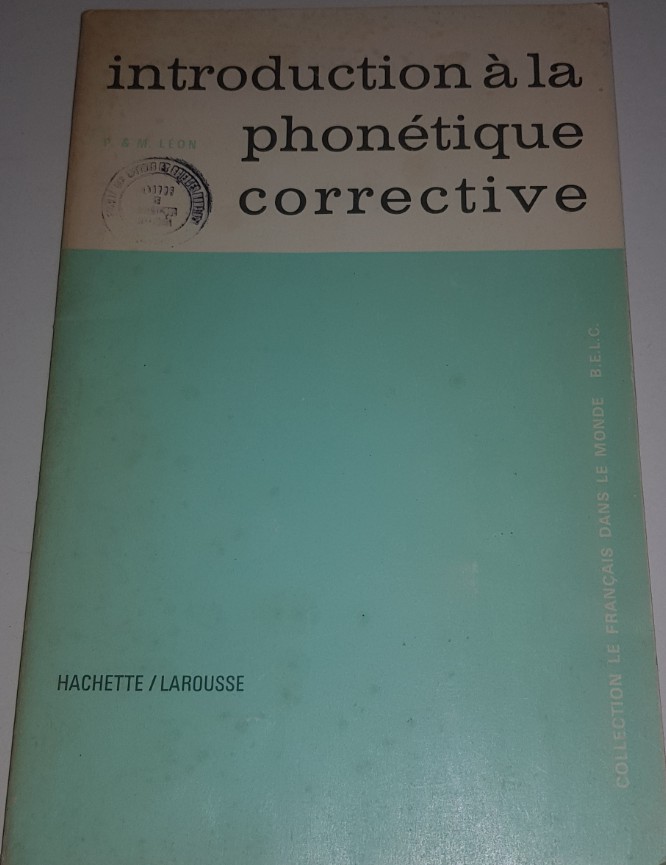 introduction à la
phonétique
corrective
P. & M. LÉON
HACHETTE / LAROUSSE
COLLECTION LE FRANÇAIS DANS LE MONDE B.E.L.C.